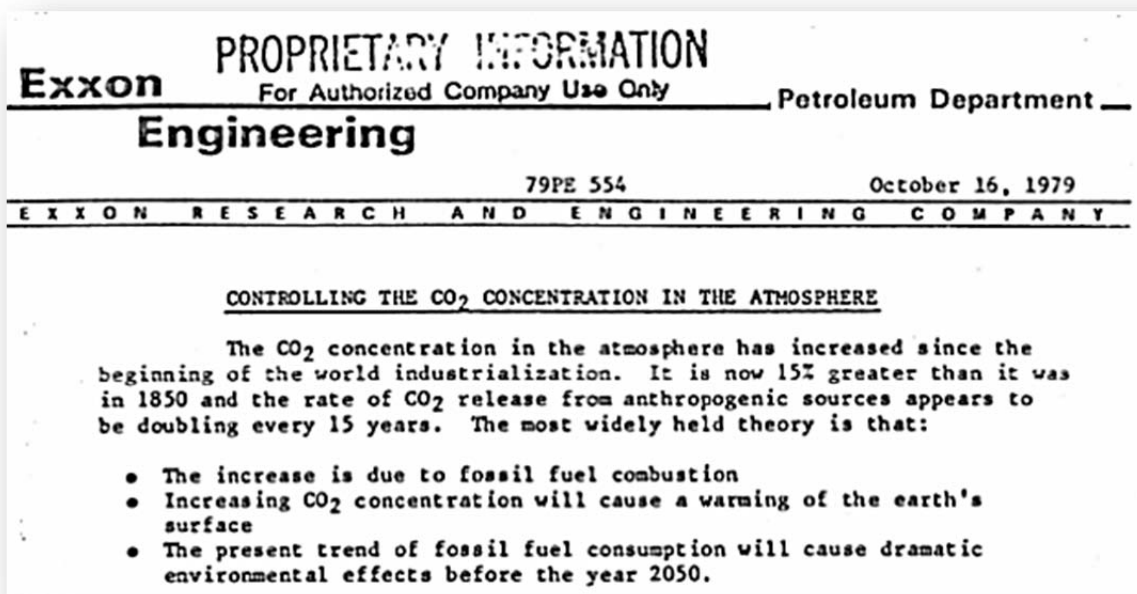 PROPRIETARY INFORMATION
Exxon For Authorized Company Use Only Petroleum Department
Engineering
79PE 554 October 16, 1979
EXXON RESEARCH AND ENGINEERING COMPANY
CONTROLLING THE CO2 CONCENTRATION IN THE ATMOSPHERE
The CO2 concentration in the atmosphere has increased since the
beginning of the world industrialization. It is now 15% greater than it was
in 1850 and the rate of CO2 release from anthropogenic sources appears to
be doubling every 15 years. The most widely held theory is that:
● The increase is due to fossil fuel combustion
● Increasing CO2 concentration will cause a warming of the earth's
surface
● The present trend of fossil fuel consumption will cause dramatic
environmental effects before the year 2050.